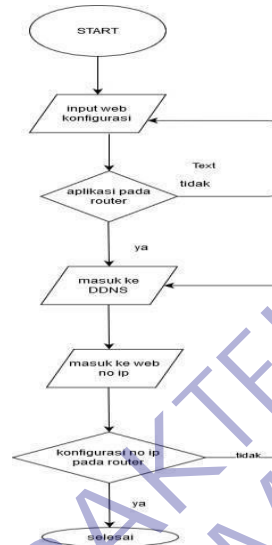 START
input web
konfigurasi
Text
tidak
aplikasi pada
router
ya
masuk ke
DDNS
masuk ke web
no ip
konfigurasi no ip
pada router
tidak
ya
selesai